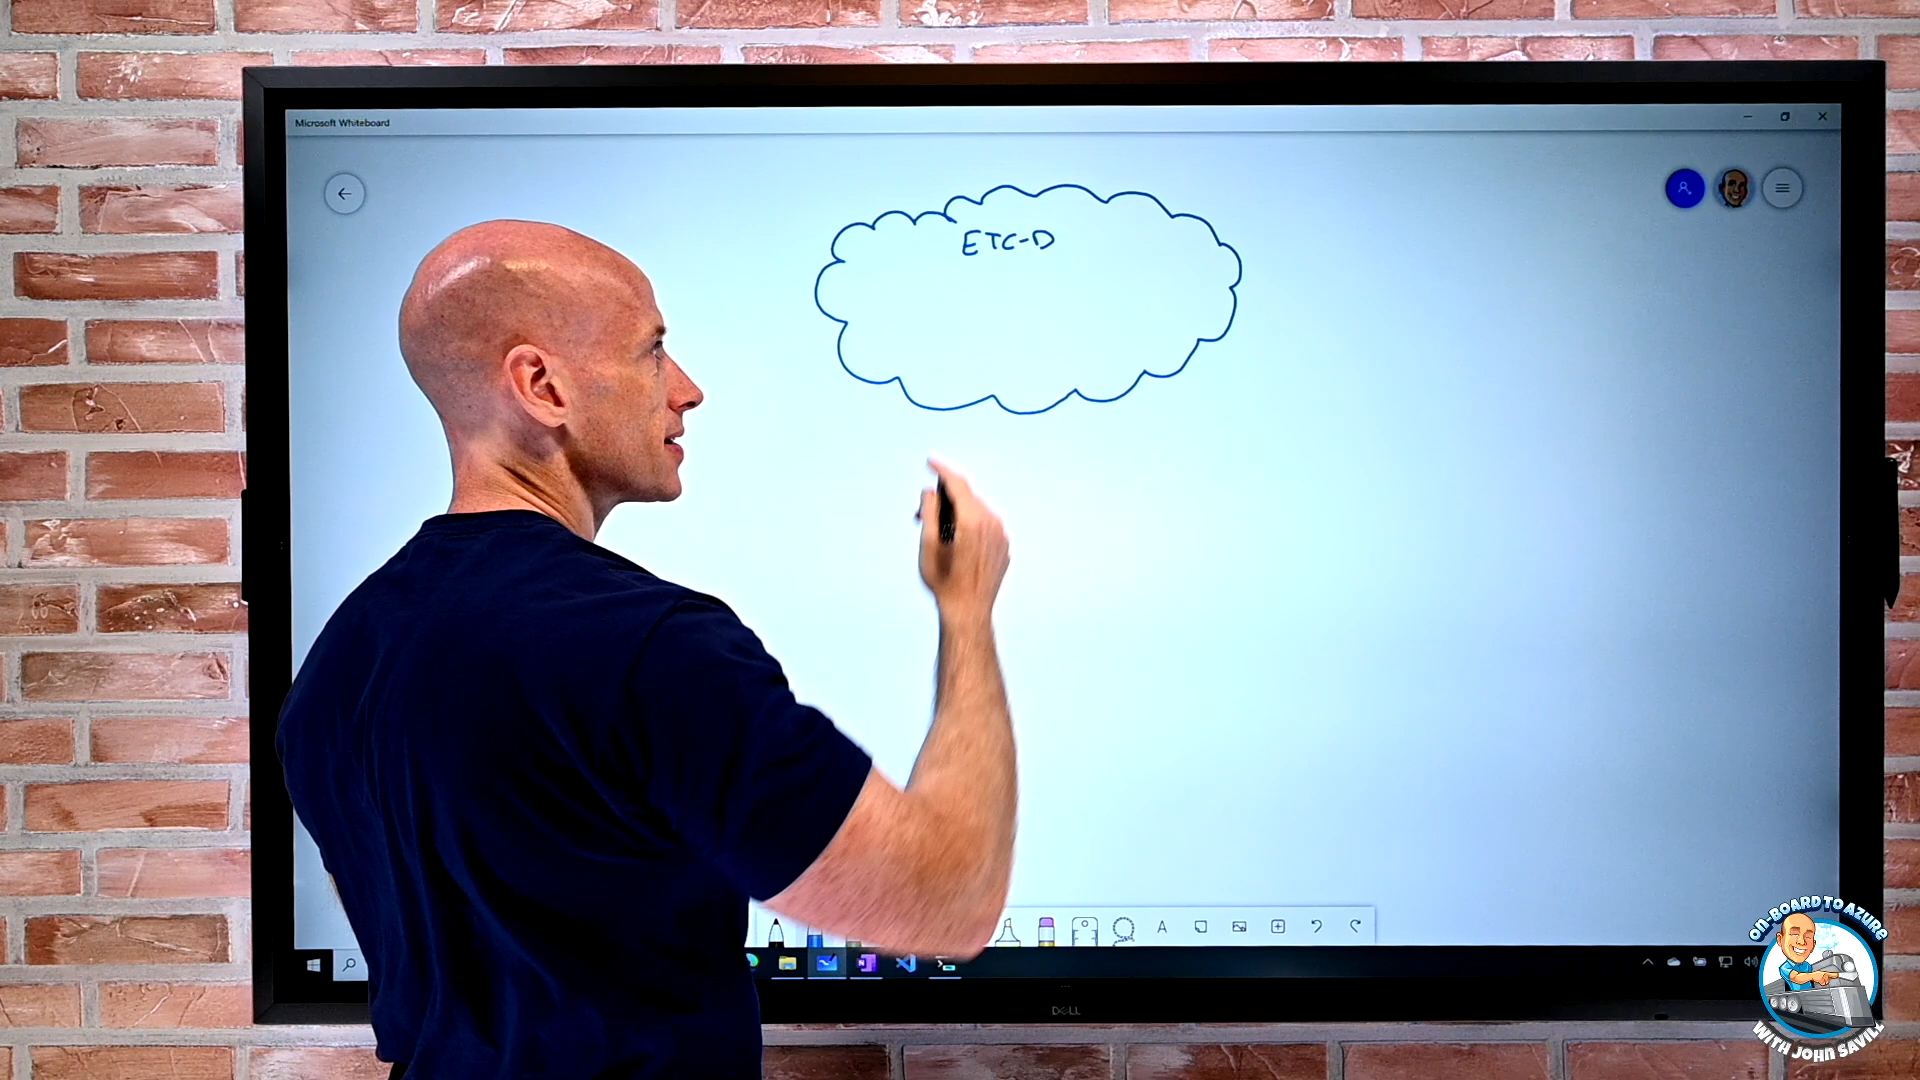 Microsoft Whiteboard
ETC-D
A
DELL
ON-BOARD TO AZURE
WITH JOHN SAVILL